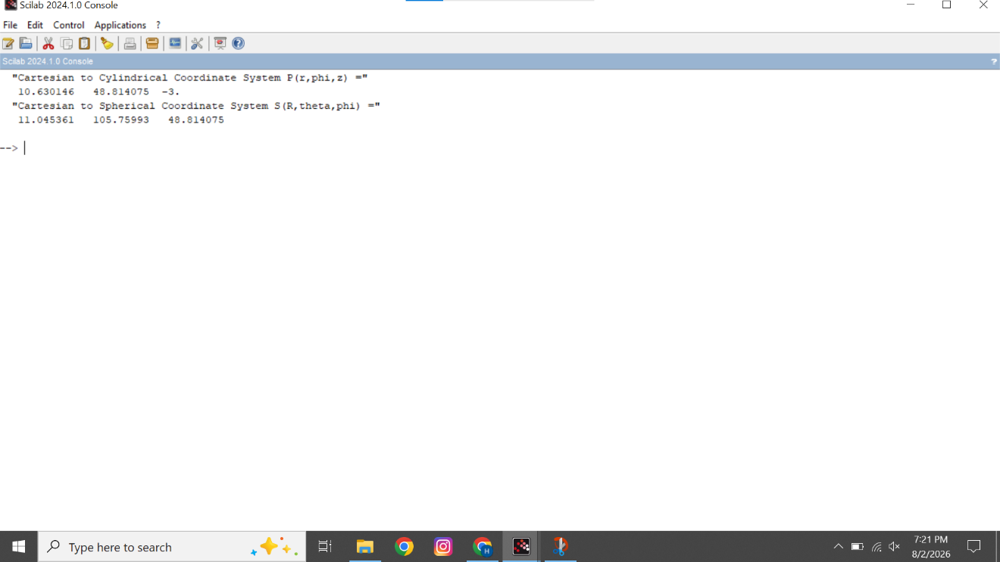 Scilab 2024.1.0 Console
File Edit Control Applications ?
Scilab 2024.1.0 Console ?
"Cartesian to Cylindrical Coordinate System P(r,phi,z) ="
10.630146 48.814075 -3.
"Cartesian to Spherical Coordinate System S(R,theta,phi) ="
11.045361 105.75993 48.814075
-->
Type here to search
H
7:21 PM
8/2/2026